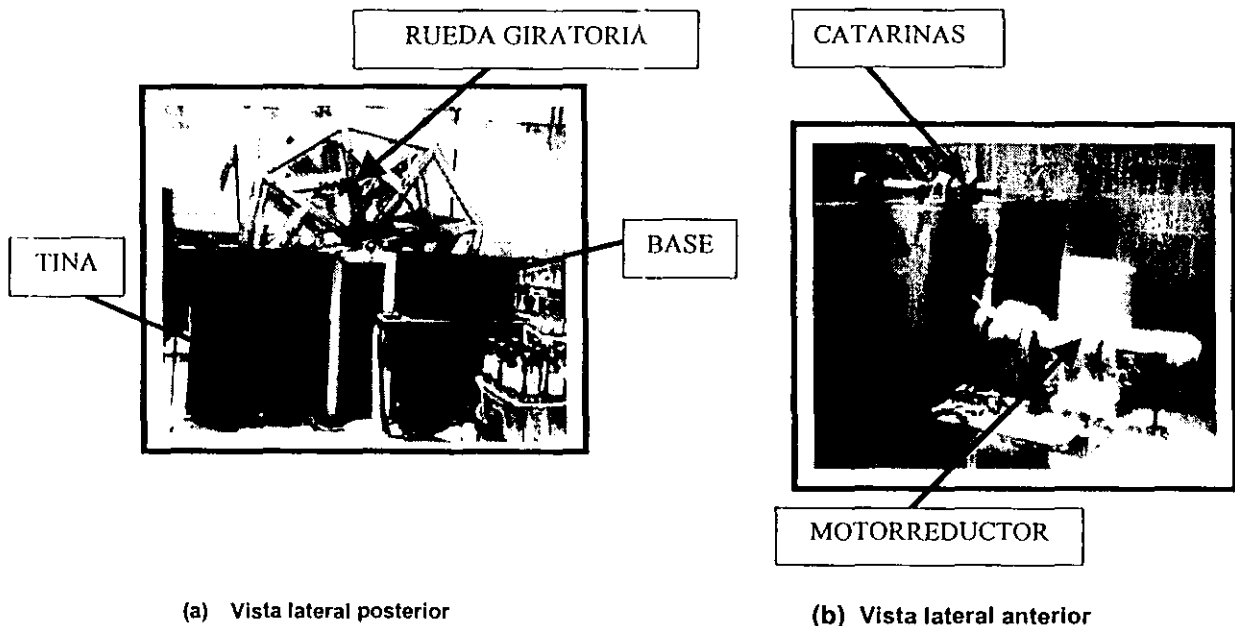 RUEDA GIRATORIA
CATARINAS
TINA
BASE
MOTORREDUCTOR
(a) Vista lateral posterior
(b) Vista lateral anterior